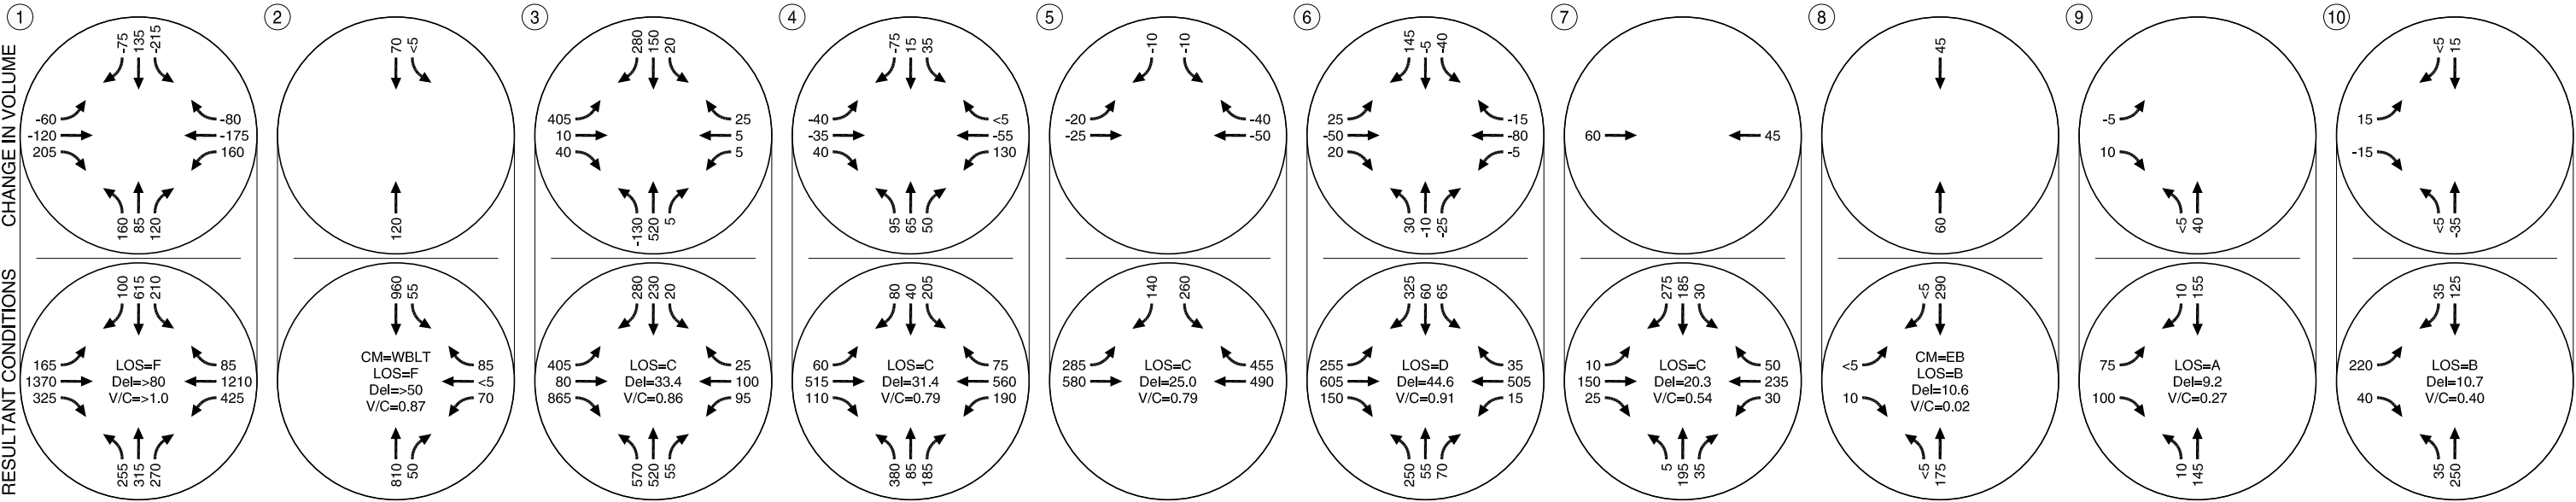 CHANGE IN VOLUME
1
-75 135 -215
-60
-120
205
-80
-175
160
160 85 120
2
70 <5
120
3
280 150 20
405
10
40
25
5
5
-130 520 5
4
-75 15 35
-40
-35
40
<5
-55
130
95 65 50
5
-10 -10
-20
-25
-40
-50
6
145 -5 -40
25
-50
20
-15
-80
-5
30 -10 -25
7
60
45
8
45
60
9
-5
10
<5 40
10
<5 15
15
-15
<5 -35
RESULTANT CONDITIONS
100 615 210
165
1370
325
LOS=F
Del=>80
V/C=>1.0
85
1210
425
255 315 270
960 55
CM=WBLT
LOS=F
Del=>50
V/C=0.87
85
<5
70
810 50
280 230 20
405
80
865
LOS=C
Del=33.4
V/C=0.86
25
100
95
570 520 55
80 40 205
60
515
110
LOS=C
Del=31.4
V/C=0.79
75
560
190
380 85 185
140 260
285
580
LOS=C
Del=25.0
V/C=0.79
455
490
325 60 65
255
605
150
LOS=D
Del=44.6
V/C=0.91
35
505
15
250 55 70
275 185 30
10
150
25
LOS=C
Del=20.3
V/C=0.54
50
235
30
5 195 35
<5 290
<5
10
CM=EB
LOS=B
Del=10.6
V/C=0.02
<5 175
10 155
75
100
LOS=A
Del=9.2
V/C=0.27
10 145
35 125
220
40
LOS=B
Del=10.7
V/C=0.40
35 250